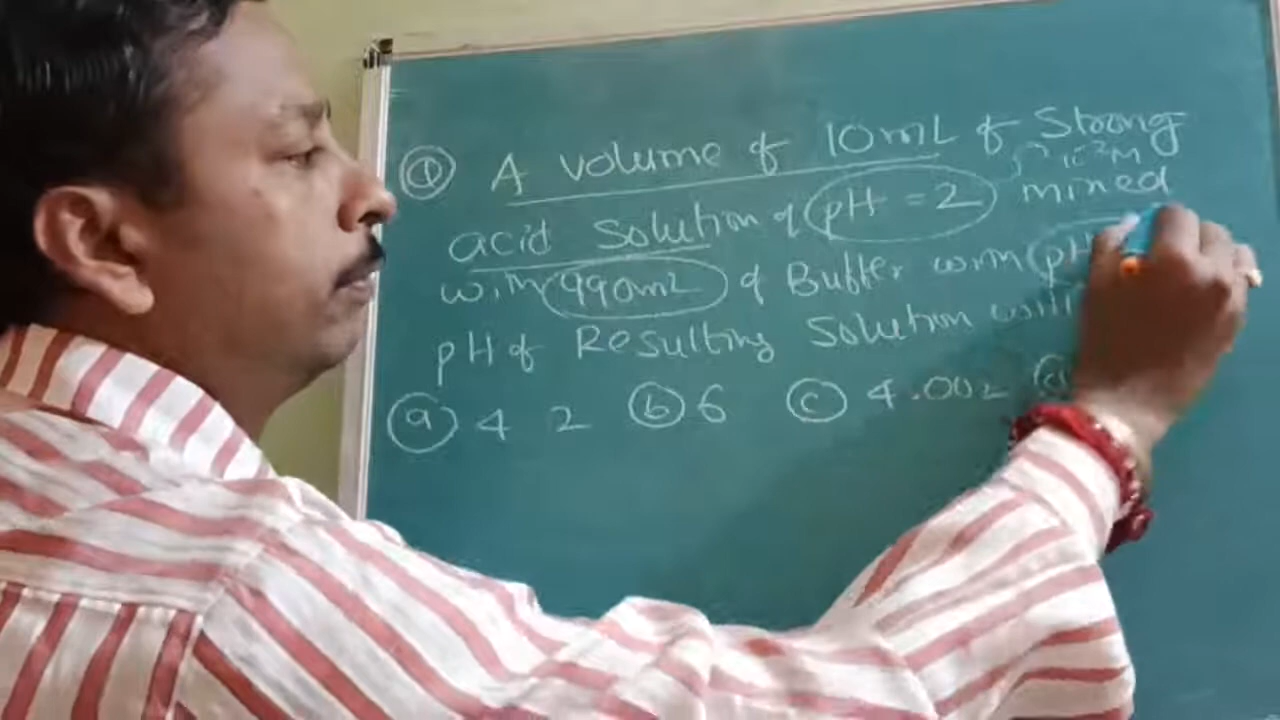 Q A volume of 10mL of Strong
10⁻²M
acid Solution of pH = 2 mixed
with 990mL of Buffer with pH
pH of Resulting Solution will
(a) 4 2 (b) 6 (c) 4.002 (d)